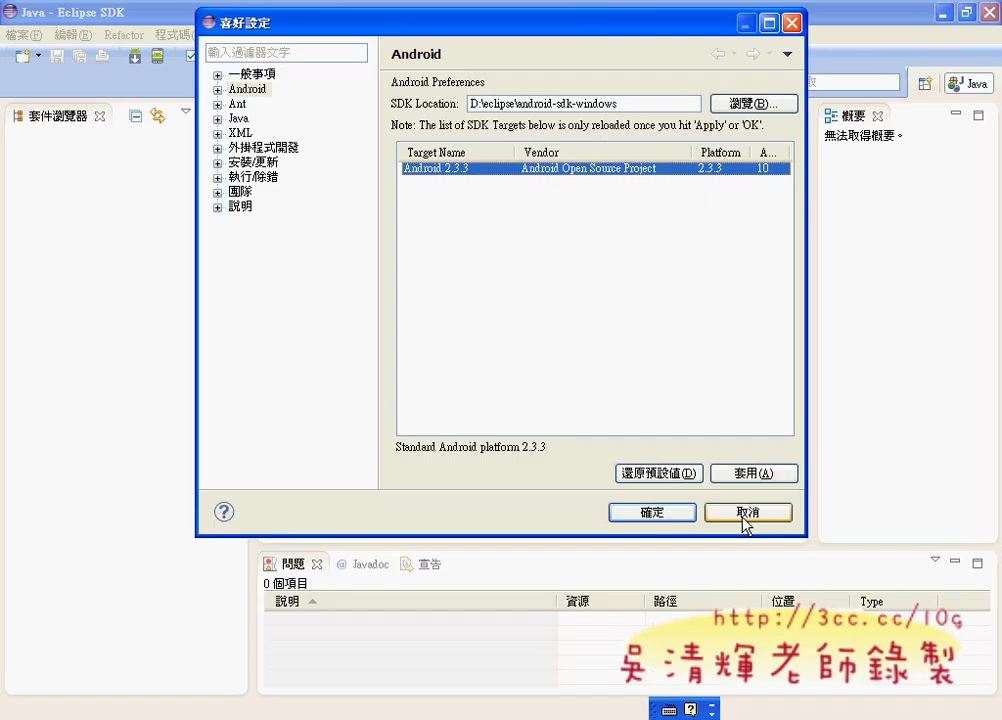 Java - Eclipse SDK
檔案(F) 編輯(E) Refactor 程式碼(
喜好設定
輸入過濾器文字
一般事項
Android
Ant
Java
XML
外掛程式開發
安裝/更新
執行/除錯
團隊
說明
Android
Android Preferences
SDK Location: D:\eclipse\android-sdk-windows 瀏覽(B)...
Note: The list of SDK Targets below is only reloaded once you hit 'Apply' or 'OK'.
Target Name Vendor Platform A...
Android 2.3.3 Android Open Source Project 2.3.3 10
Standard Android platform 2.3.3
還原預設值(D) 套用(A)
確定 取消
取
Java
套件瀏覽器
概要
無法取得概要。
問題 @ Javadoc 宣告
0 個項目
說明 資源 路徑 位置 Type
http://3cc.cc/10g
吳清輝老師錄製